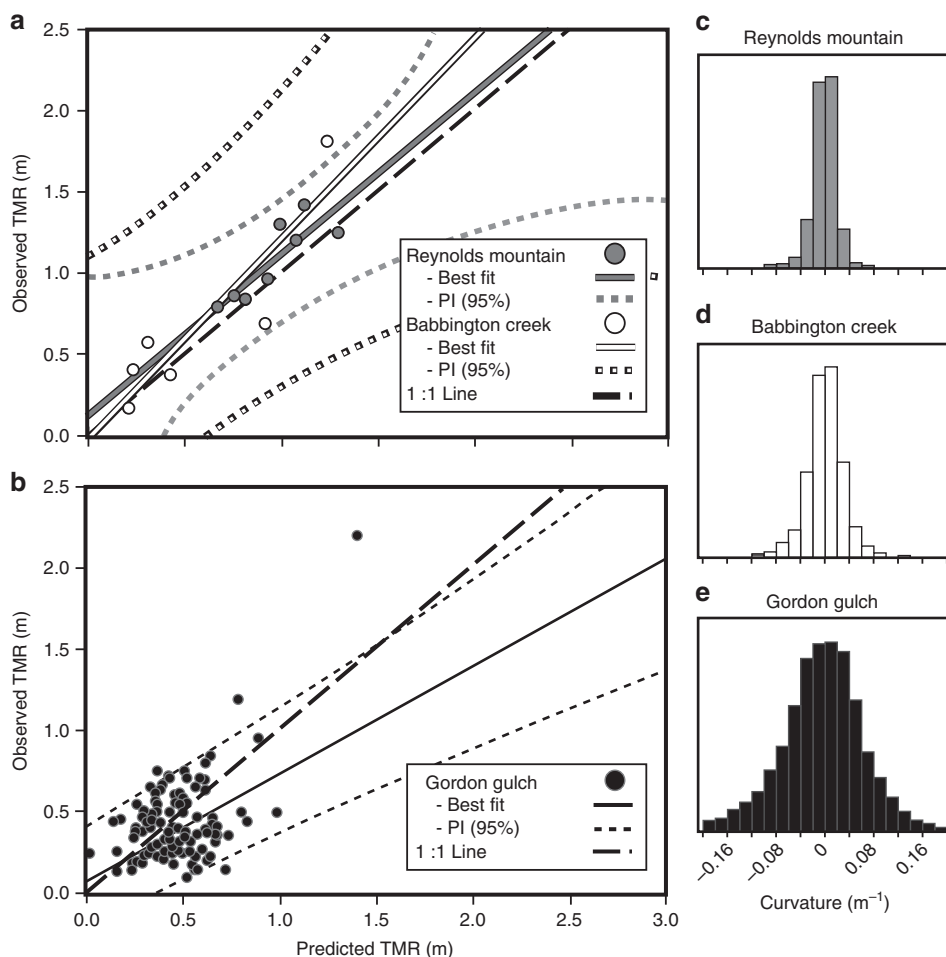 a
2.5
2.0
1.5
1.0
0.5
0.0
Observed TMR (m)
Reynolds mountain
- Best fit
- PI (95%)
Babbington creek
- Best fit
- PI (95%)
1 :1 Line
b
2.5
2.0
1.5
1.0
0.5
0.0
Observed TMR (m)
Gordon gulch
- Best fit
- PI (95%)
1 :1 Line
0.0 0.5 1.0 1.5 2.0 2.5 3.0
Predicted TMR (m)
c
Reynolds mountain
d
Babbington creek
e
Gordon gulch
−0.16 −0.08 0 0.08 0.16
Curvature (m−1)